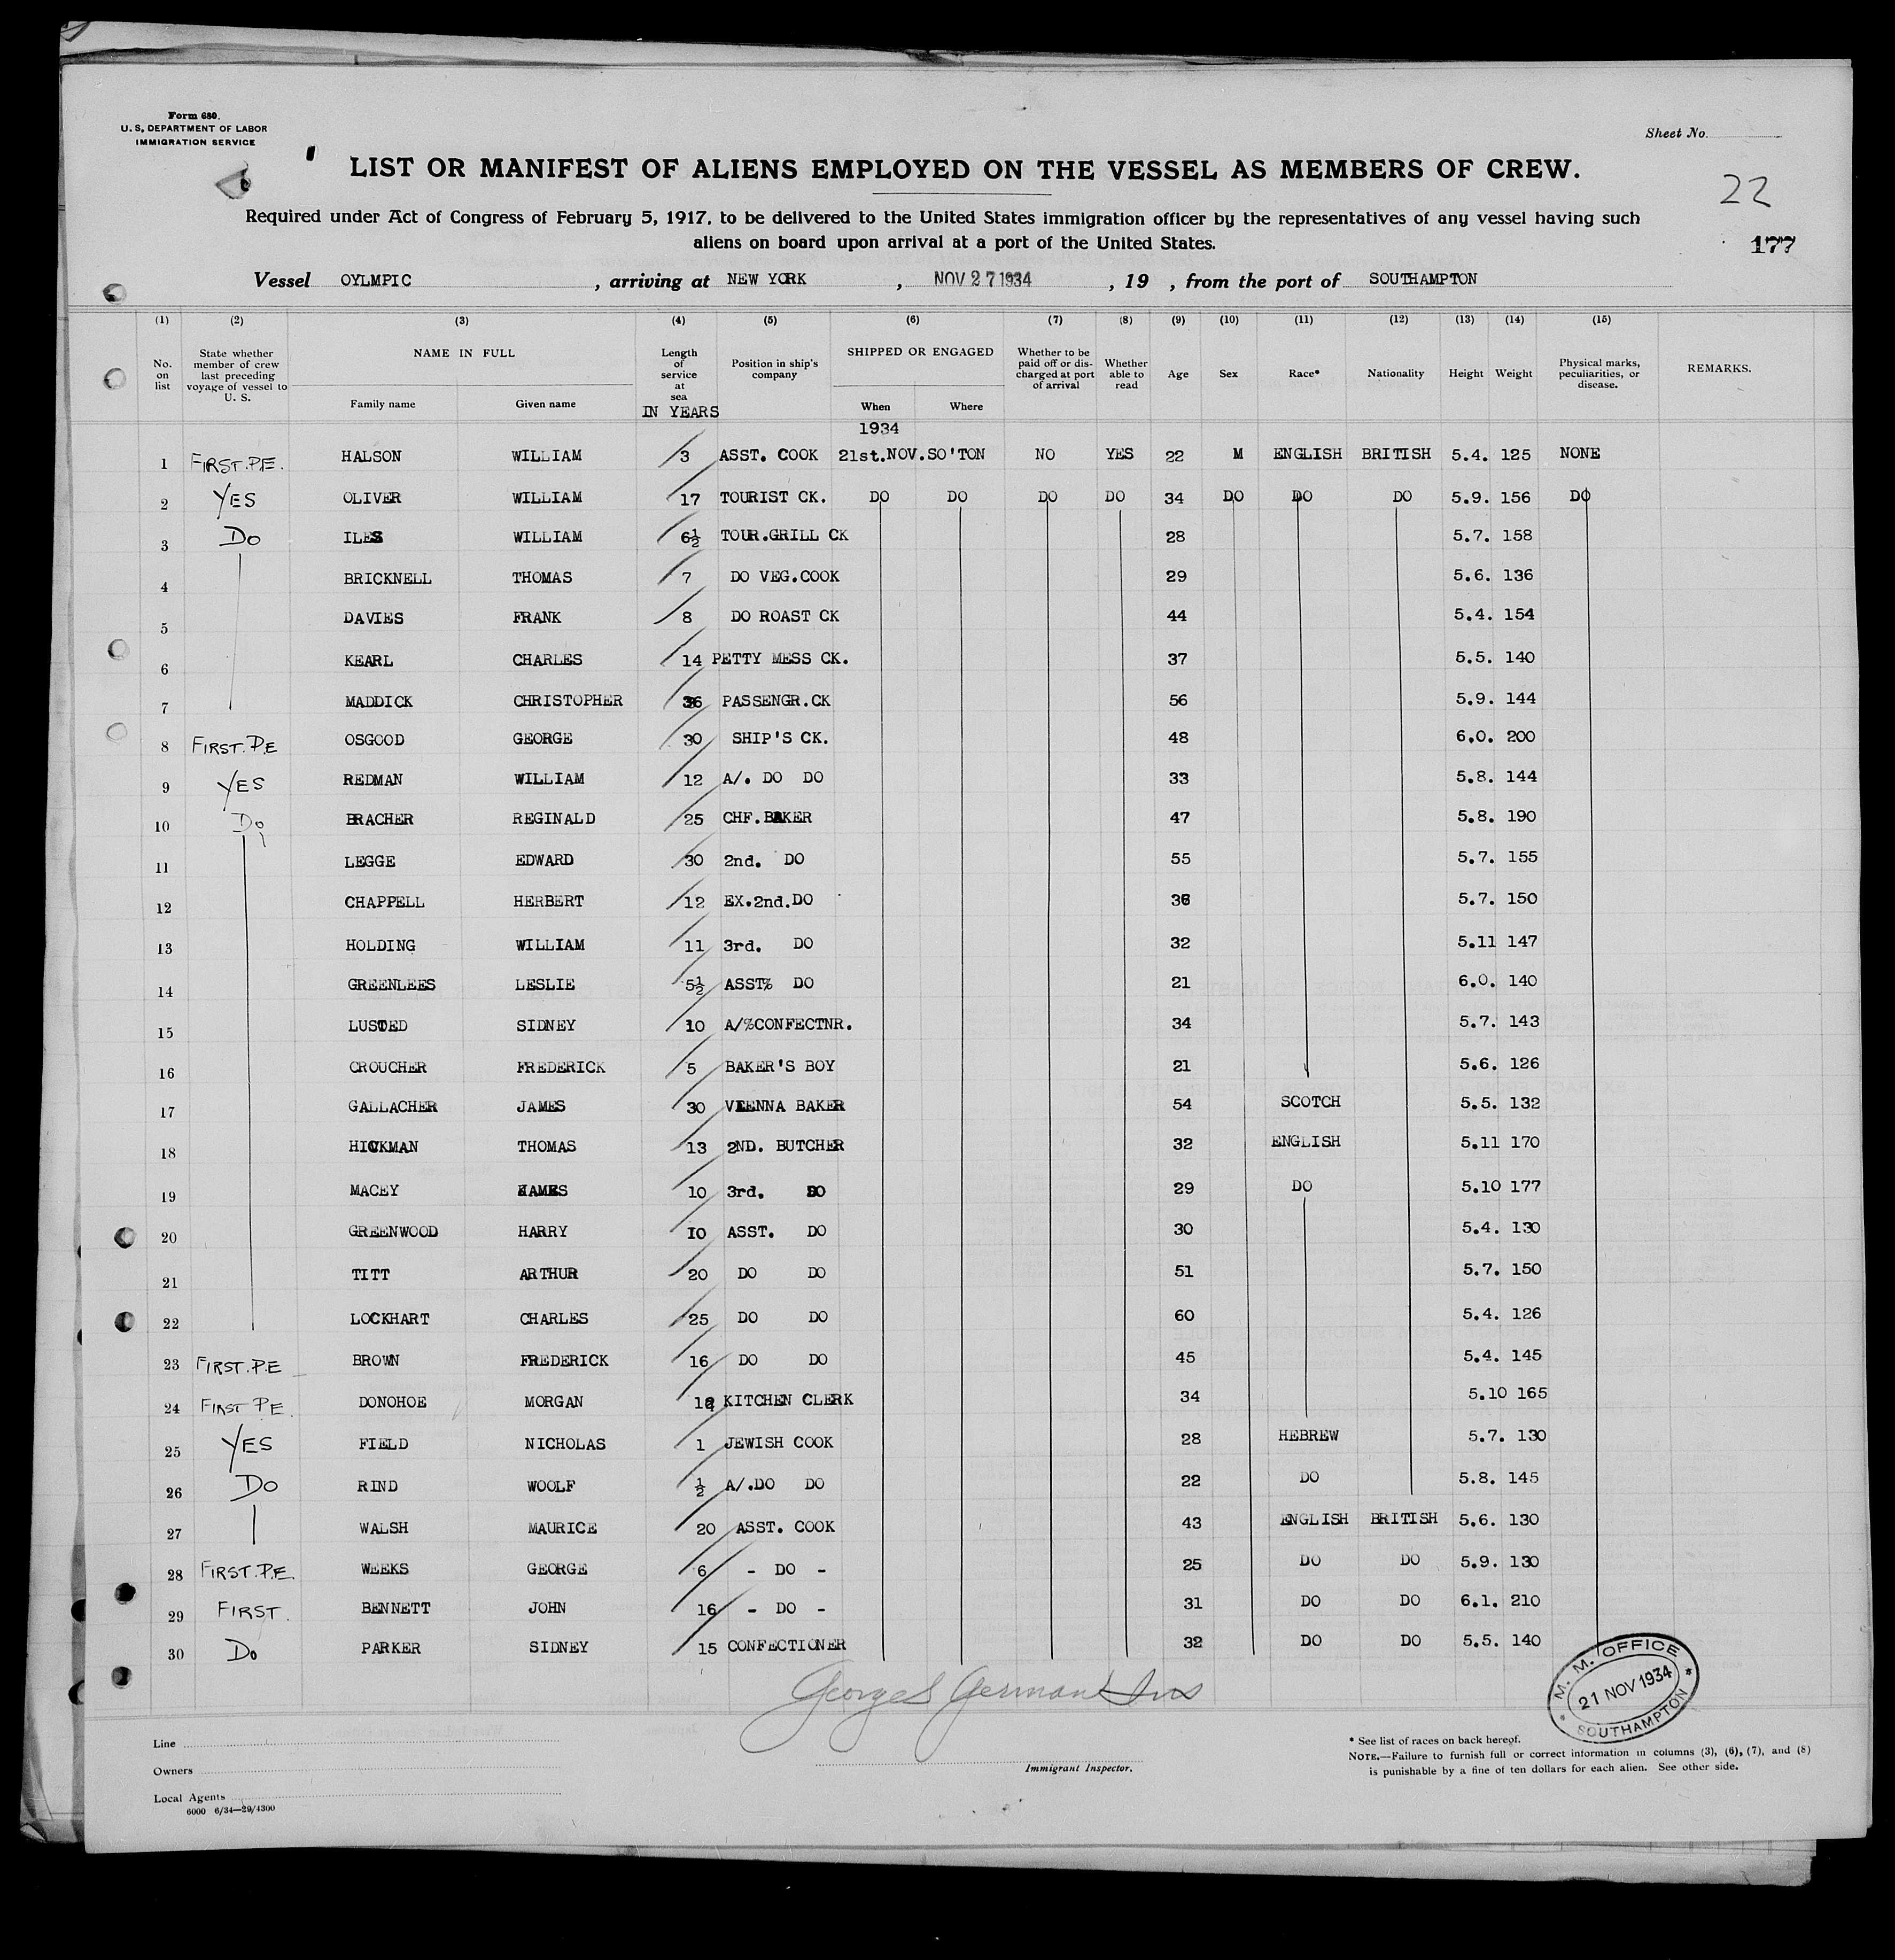 Form 680.
U. S. DEPARTMENT OF LABOR
IMMIGRATION SERVICE
Sheet No.
LIST OR MANIFEST OF ALIENS EMPLOYED ON THE VESSEL AS MEMBERS OF CREW.
22
Required under Act of Congress of February 5, 1917, to be delivered to the United States immigration officer by the representatives of any vessel having such
aliens on board upon arrival at a port of the United States.
177
Vessel OYLMPIC , arriving at NEW YORK , NOV 27 1934 , 19 , from the port of SOUTHAMPTON
(1) (2) (3) (4) (5) (6) (7) (8) (9) (10) (11) (12) (13) (14) (15)
No. on list State whether member of crew last preceding voyage of vessel to U. S. NAME IN FULL Family name Given name Length of service at sea IN YEARS Position in ship's company SHIPPED OR ENGAGED When Where Whether to be paid off or discharged at port of arrival Whether able to read Age Sex Race* Nationality Height Weight Physical marks, peculiarities, or disease. REMARKS.
1934
1 FIRST.P.E. HALSON WILLIAM 3 ASST. COOK 21st.NOV.SO'TON NO YES 22 M ENGLISH BRITISH 5.4. 125 NONE
2 YES OLIVER WILLIAM 17 TOURIST CK. DO DO DO DO 34 DO DO DO 5.9. 156 DO
3 DO ILES WILLIAM 6½ TOUR.GRILL CK 28 5.7. 158
4 BRICKNELL THOMAS 7 DO VEG.COOK 29 5.6. 136
5 DAVIES FRANK 8 DO ROAST CK 44 5.4. 154
6 KEARL CHARLES 14 PETTY MESS CK. 37 5.5. 140
7 MADDICK CHRISTOPHER 36 PASSENGR.CK 56 5.9. 144
8 FIRST.P.E OSGOOD GEORGE 30 SHIP'S CK. 48 6.0. 200
9 YES REDMAN WILLIAM 12 A/. DO DO 33 5.8. 144
10 Do BRACHER REGINALD 25 CHF.BAKER 47 5.8. 190
11 LEGGE EDWARD 30 2nd. DO 55 5.7. 155
12 CHAPPELL HERBERT 12 EX.2nd.DO 36 5.7. 150
13 HOLDING WILLIAM 11 3rd. DO 32 5.11 147
14 GREENLEES LESLIE 5½ ASST% DO 21 6.0. 140
15 LUSTED SIDNEY 10 A/%CONFECTNR. 34 5.7. 143
16 CROUCHER FREDERICK 5 BAKER'S BOY 21 5.6. 126
17 GALLACHER JAMES 30 VIENNA BAKER 54 SCOTCH 5.5. 132
18 HICKMAN THOMAS 13 2ND. BUTCHER 32 ENGLISH 5.11 170
19 MACEY JAMES 10 3rd. DO 29 DO 5.10 177
20 GREENWOOD HARRY 10 ASST. DO 30 5.4. 130
21 TITT ARTHUR 20 DO DO 51 5.7. 150
22 LOCKHART CHARLES 25 DO DO 60 5.4. 126
23 FIRST.P.E BROWN FREDERICK 16 DO DO 45 5.4. 145
24 FIRST P.E. DONOHOE MORGAN KITCHEN CLERK 34 5.10 165
25 YES FIELD NICHOLAS 1 JEWISH COOK 28 HEBREW 5.7. 130
26 Do RIND WOOLF ½ A/.DO DO 22 DO 5.8. 145
27 WALSH MAURICE 20 ASST. COOK 43 ENGLISH BRITISH 5.6. 130
28 FIRST.P.E. WEEKS GEORGE 6 - DO - 25 DO DO 5.9. 130
29 FIRST. BENNETT JOHN 16 - DO - 31 DO DO 6.1. 210
30 Do PARKER SIDNEY 15 CONFECTIONER 32 DO DO 5.5. 140
M. M. OFFICE
21 NOV 1934
SOUTHAMPTON
George S German
Line
Owners
Local Agents
6000 6/34—29/4300
Immigrant Inspector.
* See list of races on back hereof.
NOTE.—Failure to furnish full or correct information in columns (3), (6), (7), and (8)
is punishable by a fine of ten dollars for each alien. See other side.